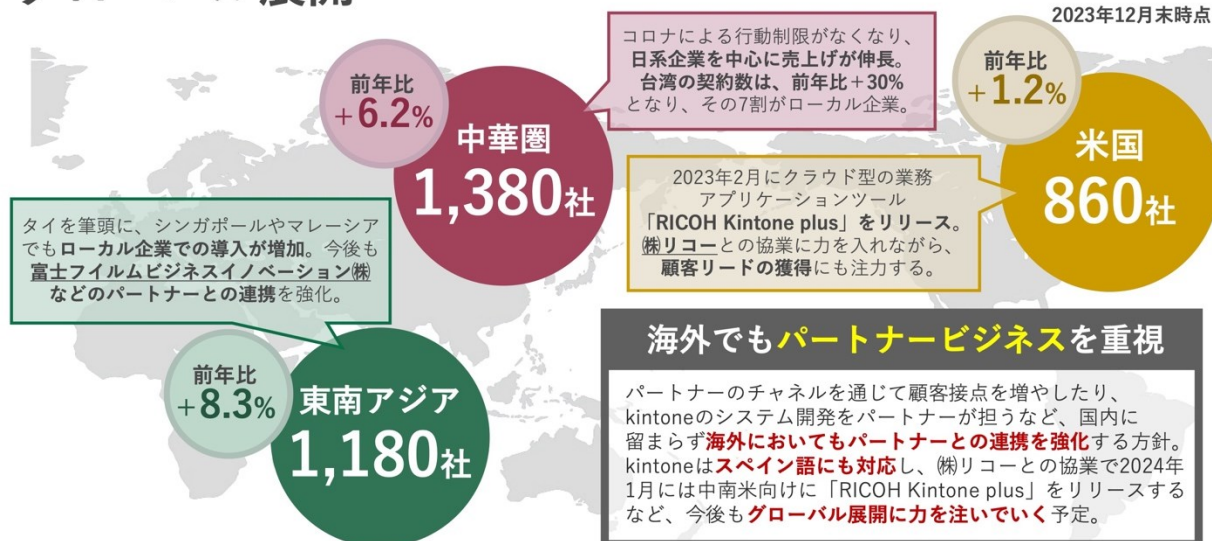 グローバル展開
2023年12月末時点
コロナによる行動制限がなくなり、
日系企業を中心に売上げが伸長。
台湾の契約数は、前年比＋30%
となり、その7割がローカル企業。
前年比
＋6.2%
中華圏
1,380社
前年比
＋1.2%
米国
860社
2023年2月にクラウド型の業務
アプリケーションツール
「RICOH Kintone plus」をリリース。
㈱リコーとの協業に力を入れながら、
顧客リードの獲得にも注力する。
タイを筆頭に、シンガポールやマレーシア
でもローカル企業での導入が増加。今後も
富士フイルムビジネスイノベーション㈱
などのパートナーとの連携を強化。
前年比
＋8.3%
東南アジア
1,180社
海外でもパートナービジネスを重視
パートナーのチャネルを通じて顧客接点を増やしたり、
kintoneのシステム開発をパートナーが担うなど、国内に
留まらず海外においてもパートナーとの連携を強化する方針。
kintoneはスペイン語にも対応し、㈱リコーとの協業で2024年
1月には中南米向けに「RICOH Kintone plus」をリリースする
など、今後もグローバル展開に力を注いでいく予定。